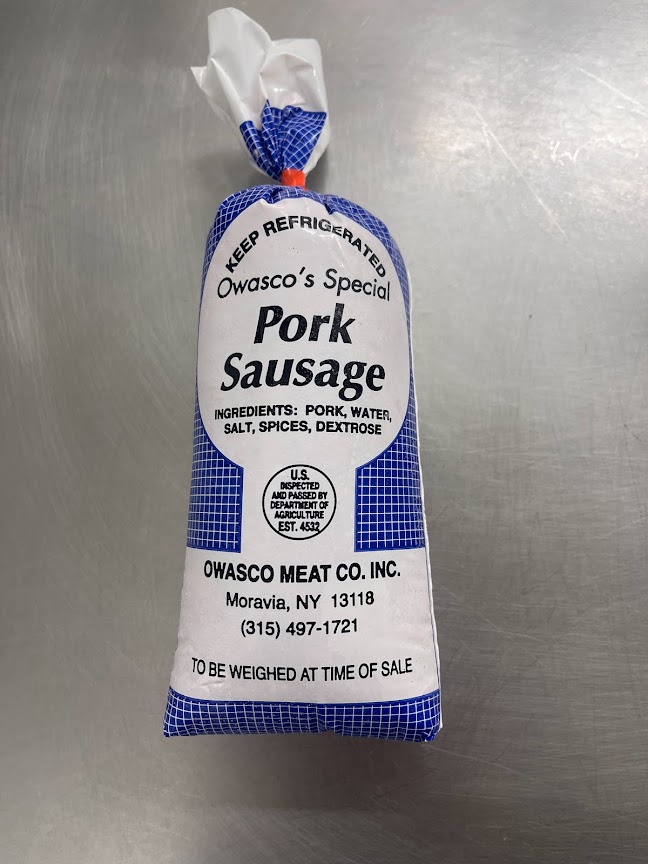 KEEP REFRIGERATED
Owasco's Special
Pork
Sausage
INGREDIENTS: PORK, WATER,
SALT, SPICES, DEXTROSE
U.S.
INSPECTED
AND PASSED BY
DEPARTMENT OF
AGRICULTURE
EST. 4532
OWASCO MEAT CO. INC.
Moravia, NY 13118
(315) 497-1721
TO BE WEIGHED AT TIME OF SALE